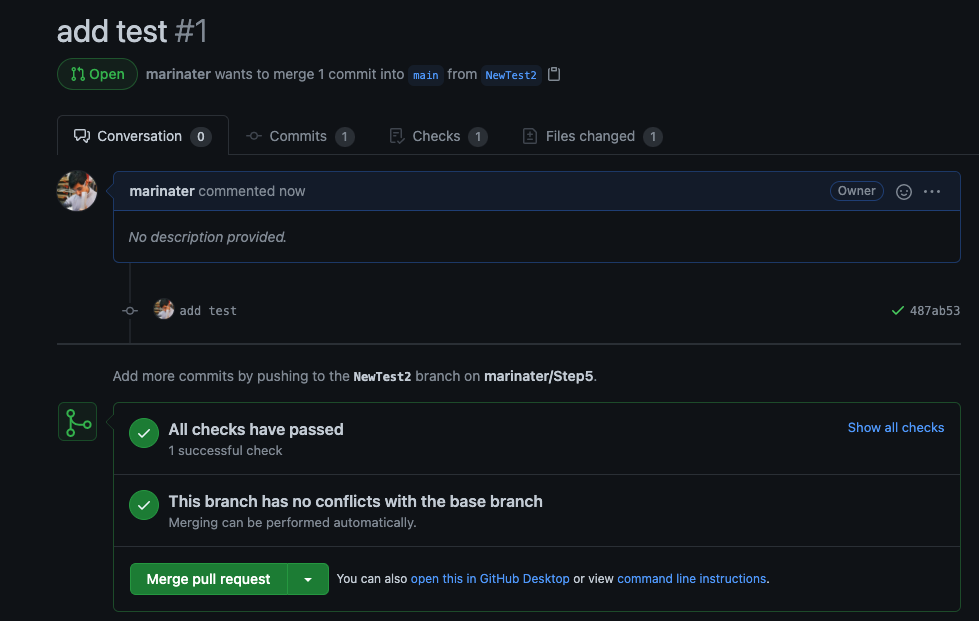 add test #1
Open marinater wants to merge 1 commit into main from NewTest2
Conversation 0 Commits 1 Checks 1 Files changed 1
marinater commented now Owner
No description provided.
add test 487ab53
Add more commits by pushing to the NewTest2 branch on marinater/Step5.
All checks have passed Show all checks
1 successful check
This branch has no conflicts with the base branch
Merging can be performed automatically.
Merge pull request You can also open this in GitHub Desktop or view command line instructions.